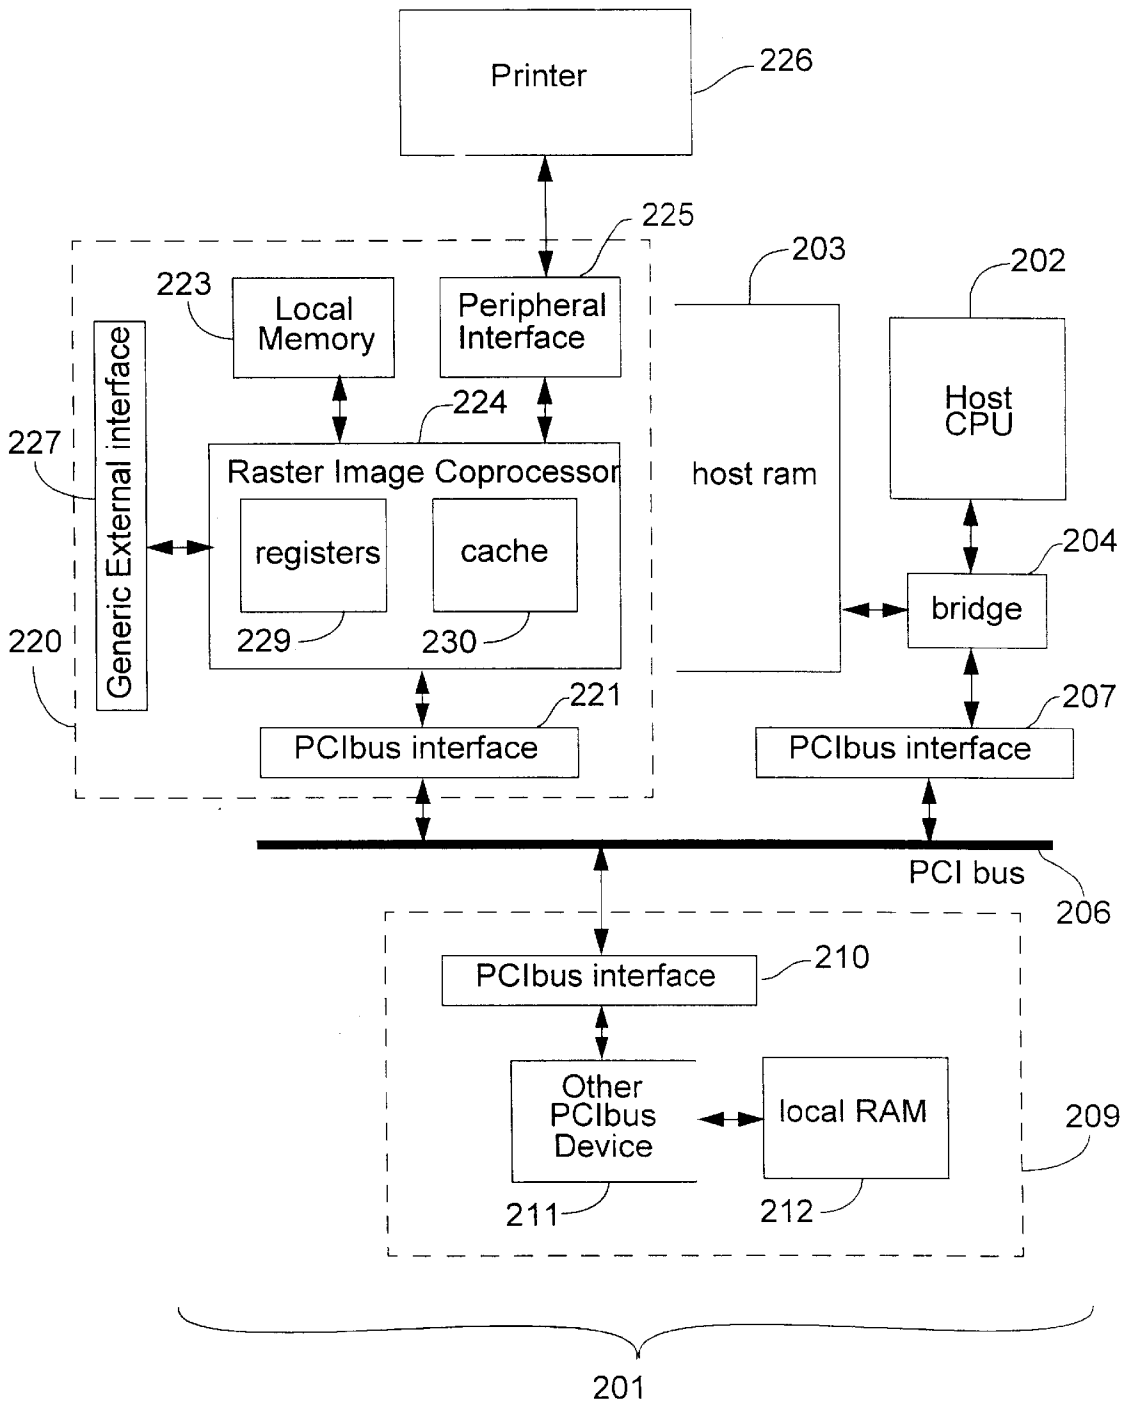 Printer
226
225
203
202
223
Local
Memory
Peripheral
Interface
224
Host
CPU
227
Generic External interface
Raster Image Coprocessor
host ram
registers
cache
204
bridge
229
230
220
221
207
PCIbus interface
PCIbus interface
PCI bus
206
PCIbus interface
210
Other
PCIbus
Device
local RAM
209
211
212
201